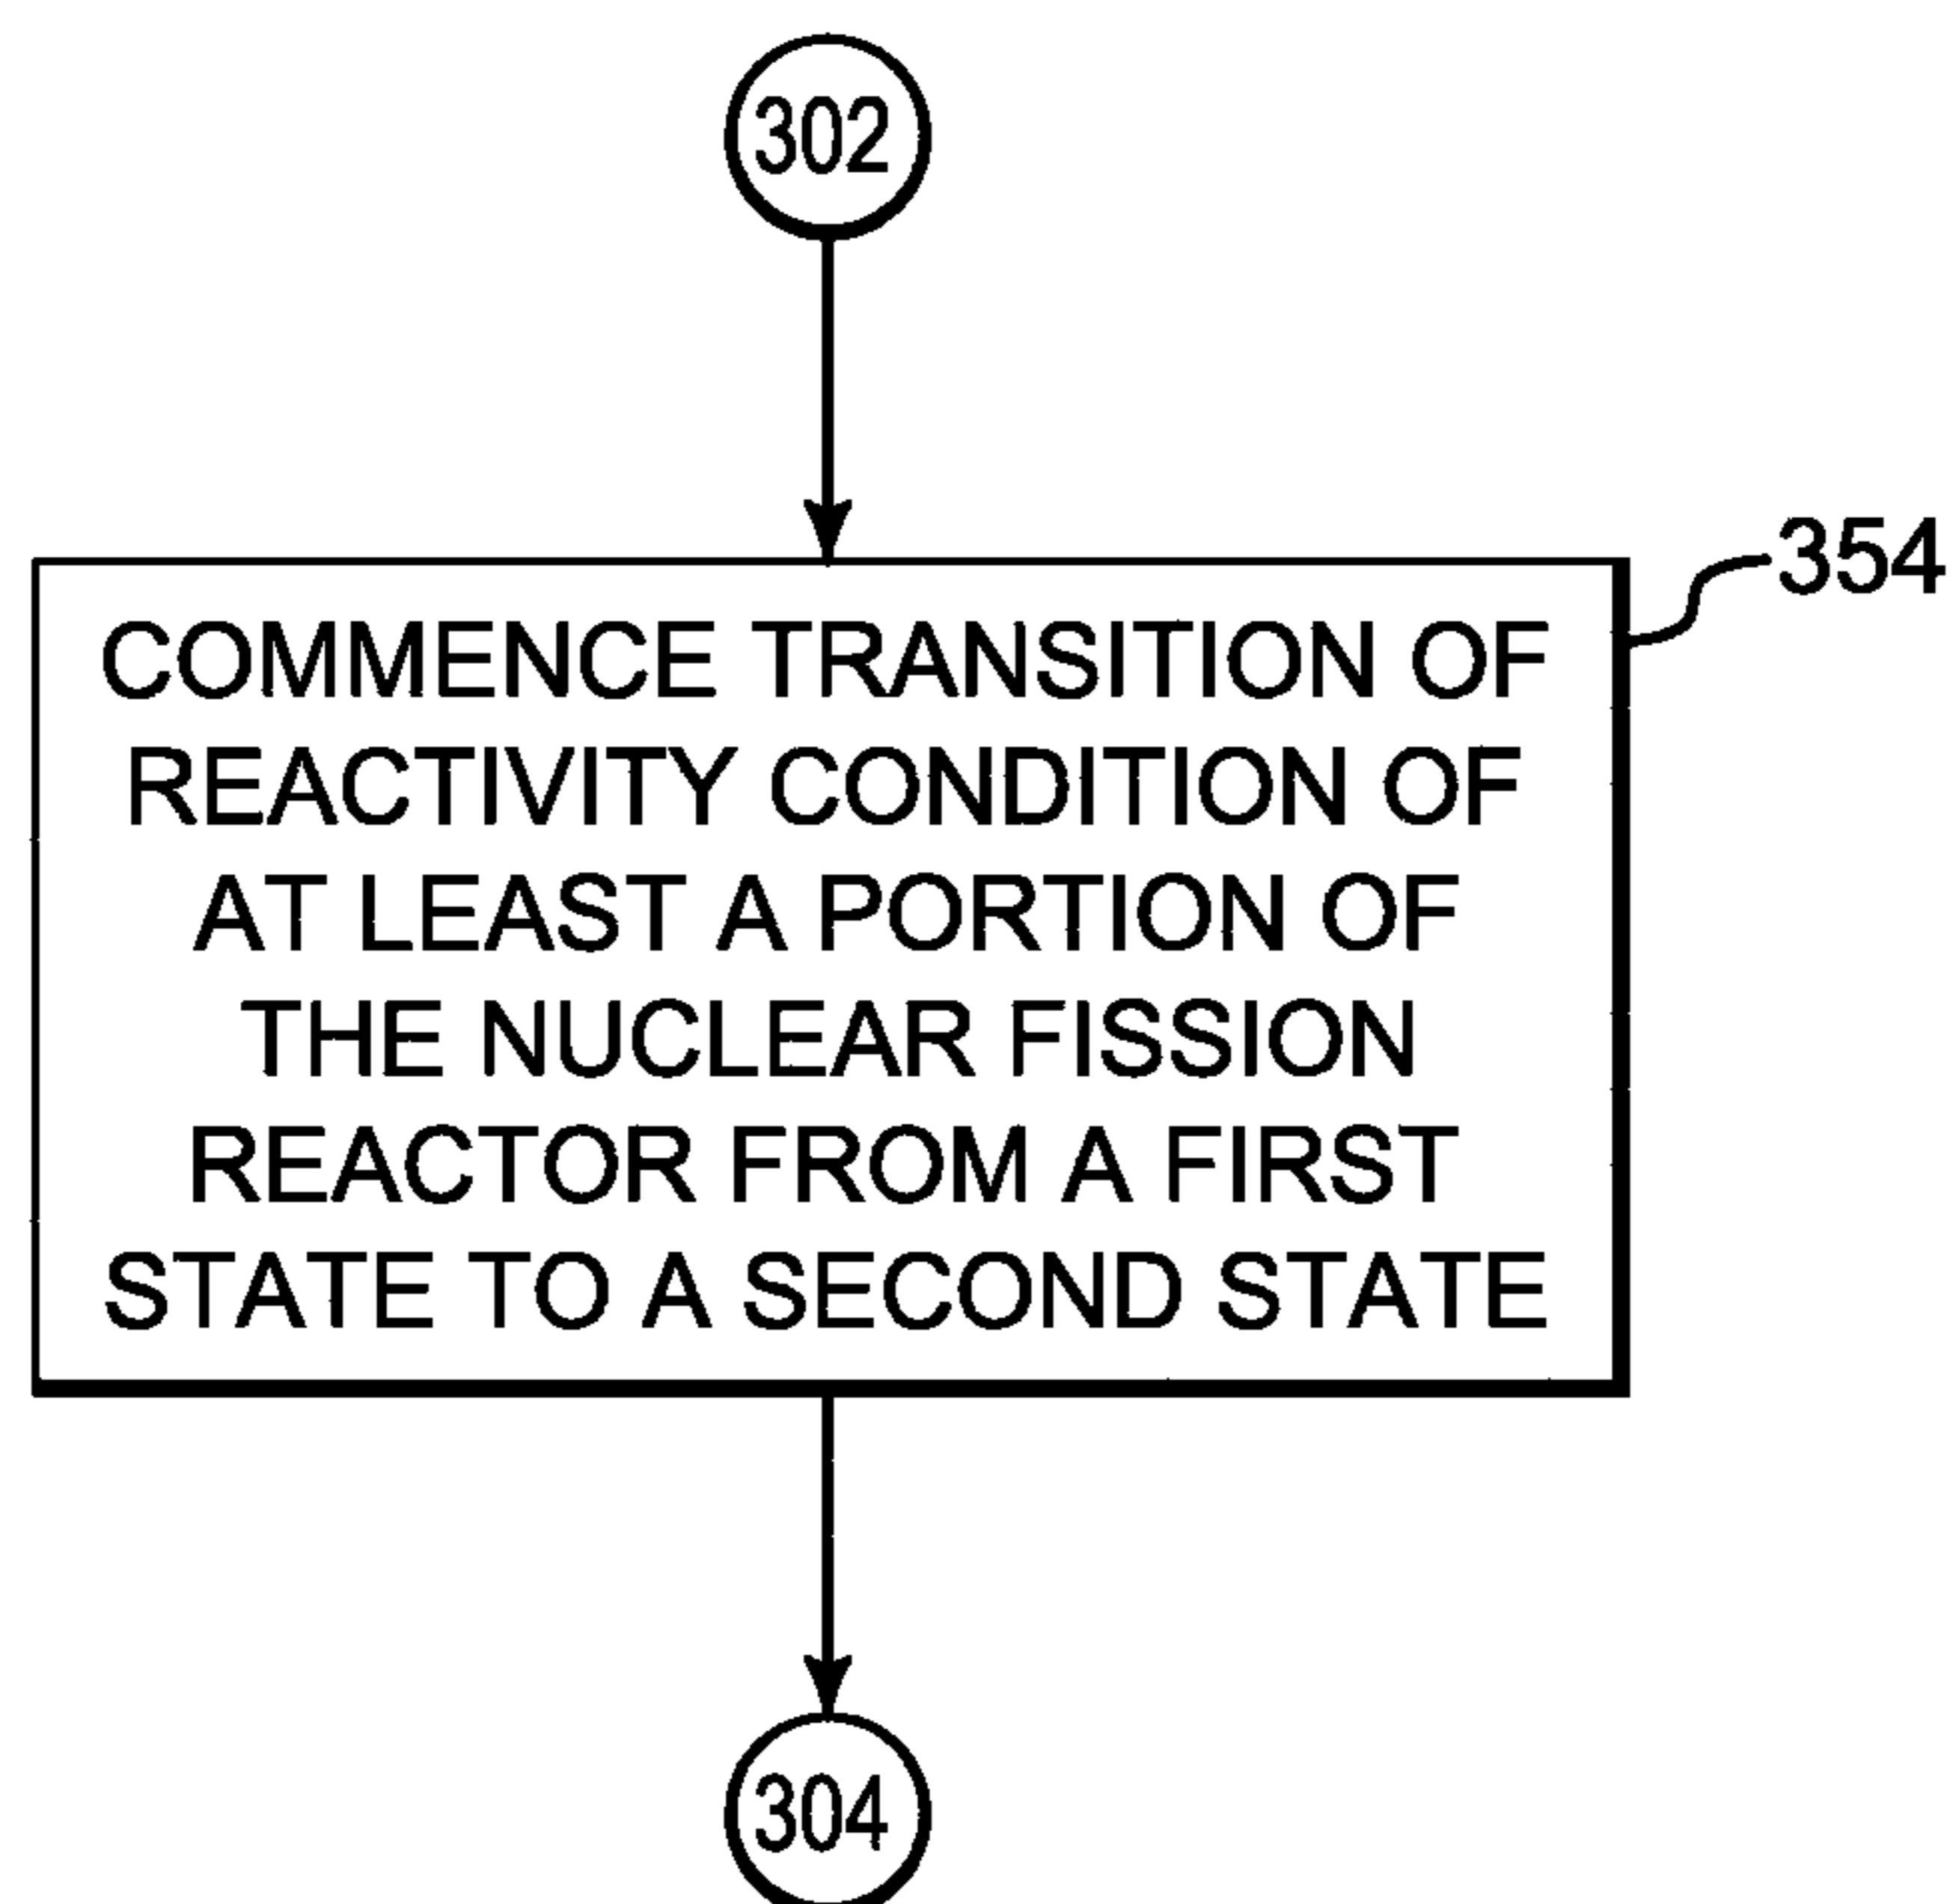 302
354
COMMENCE TRANSITION OF
REACTIVITY CONDITION OF
AT LEAST A PORTION OF
THE NUCLEAR FISSION
REACTOR FROM A FIRST
STATE TO A SECOND STATE
304